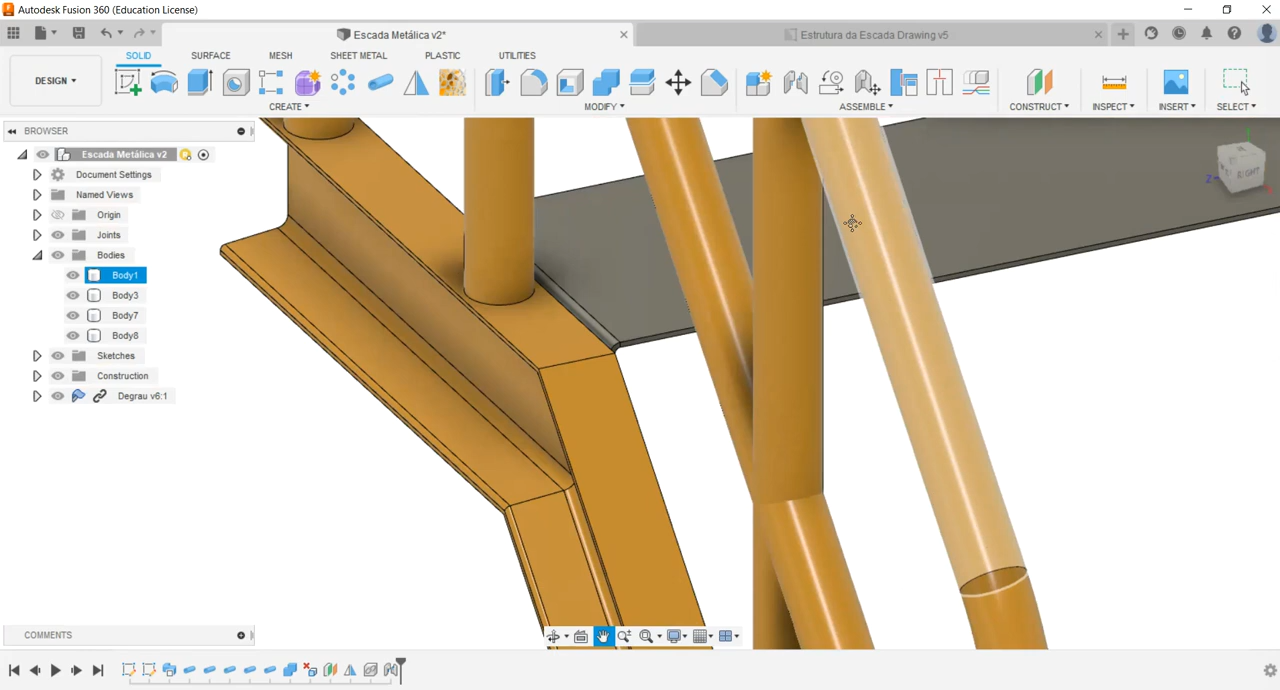 Autodesk Fusion 360 (Education License)
Escada Metálica v2*
Estrutura da Escada Drawing v5
DESIGN
SOLID SURFACE MESH SHEET METAL PLASTIC UTILITIES
CREATE MODIFY ASSEMBLE CONSTRUCT INSPECT INSERT SELECT
BROWSER
Escada Metálica v2
Document Settings
Named Views
Origin
Joints
Bodies
Body1
Body3
Body7
Body8
Sketches
Construction
Degrau v6:1
RIGHT
Z
COMMENTS